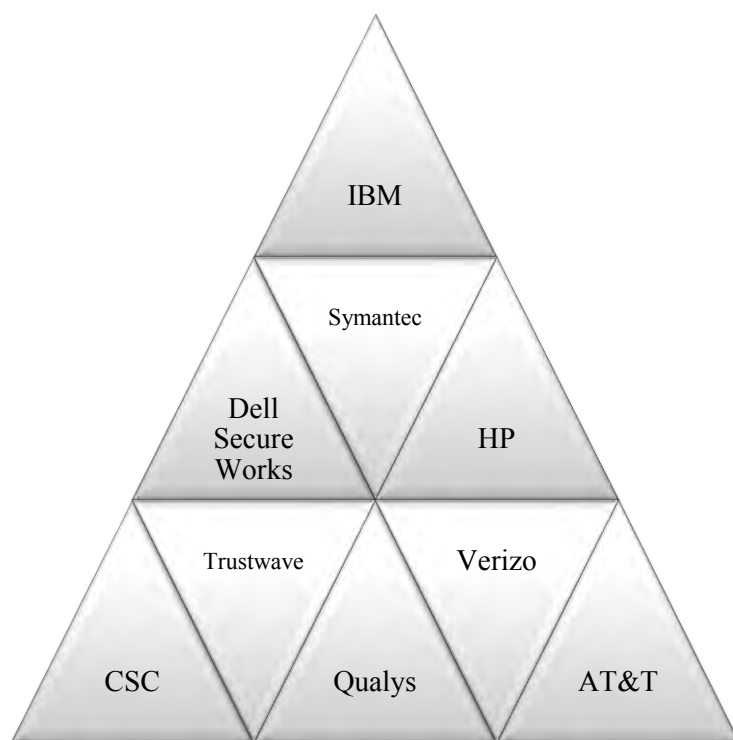 IBM
Symantec
Dell
Secure
Works
HP
Trustwave
Verizo
CSC
Qualys
AT&T